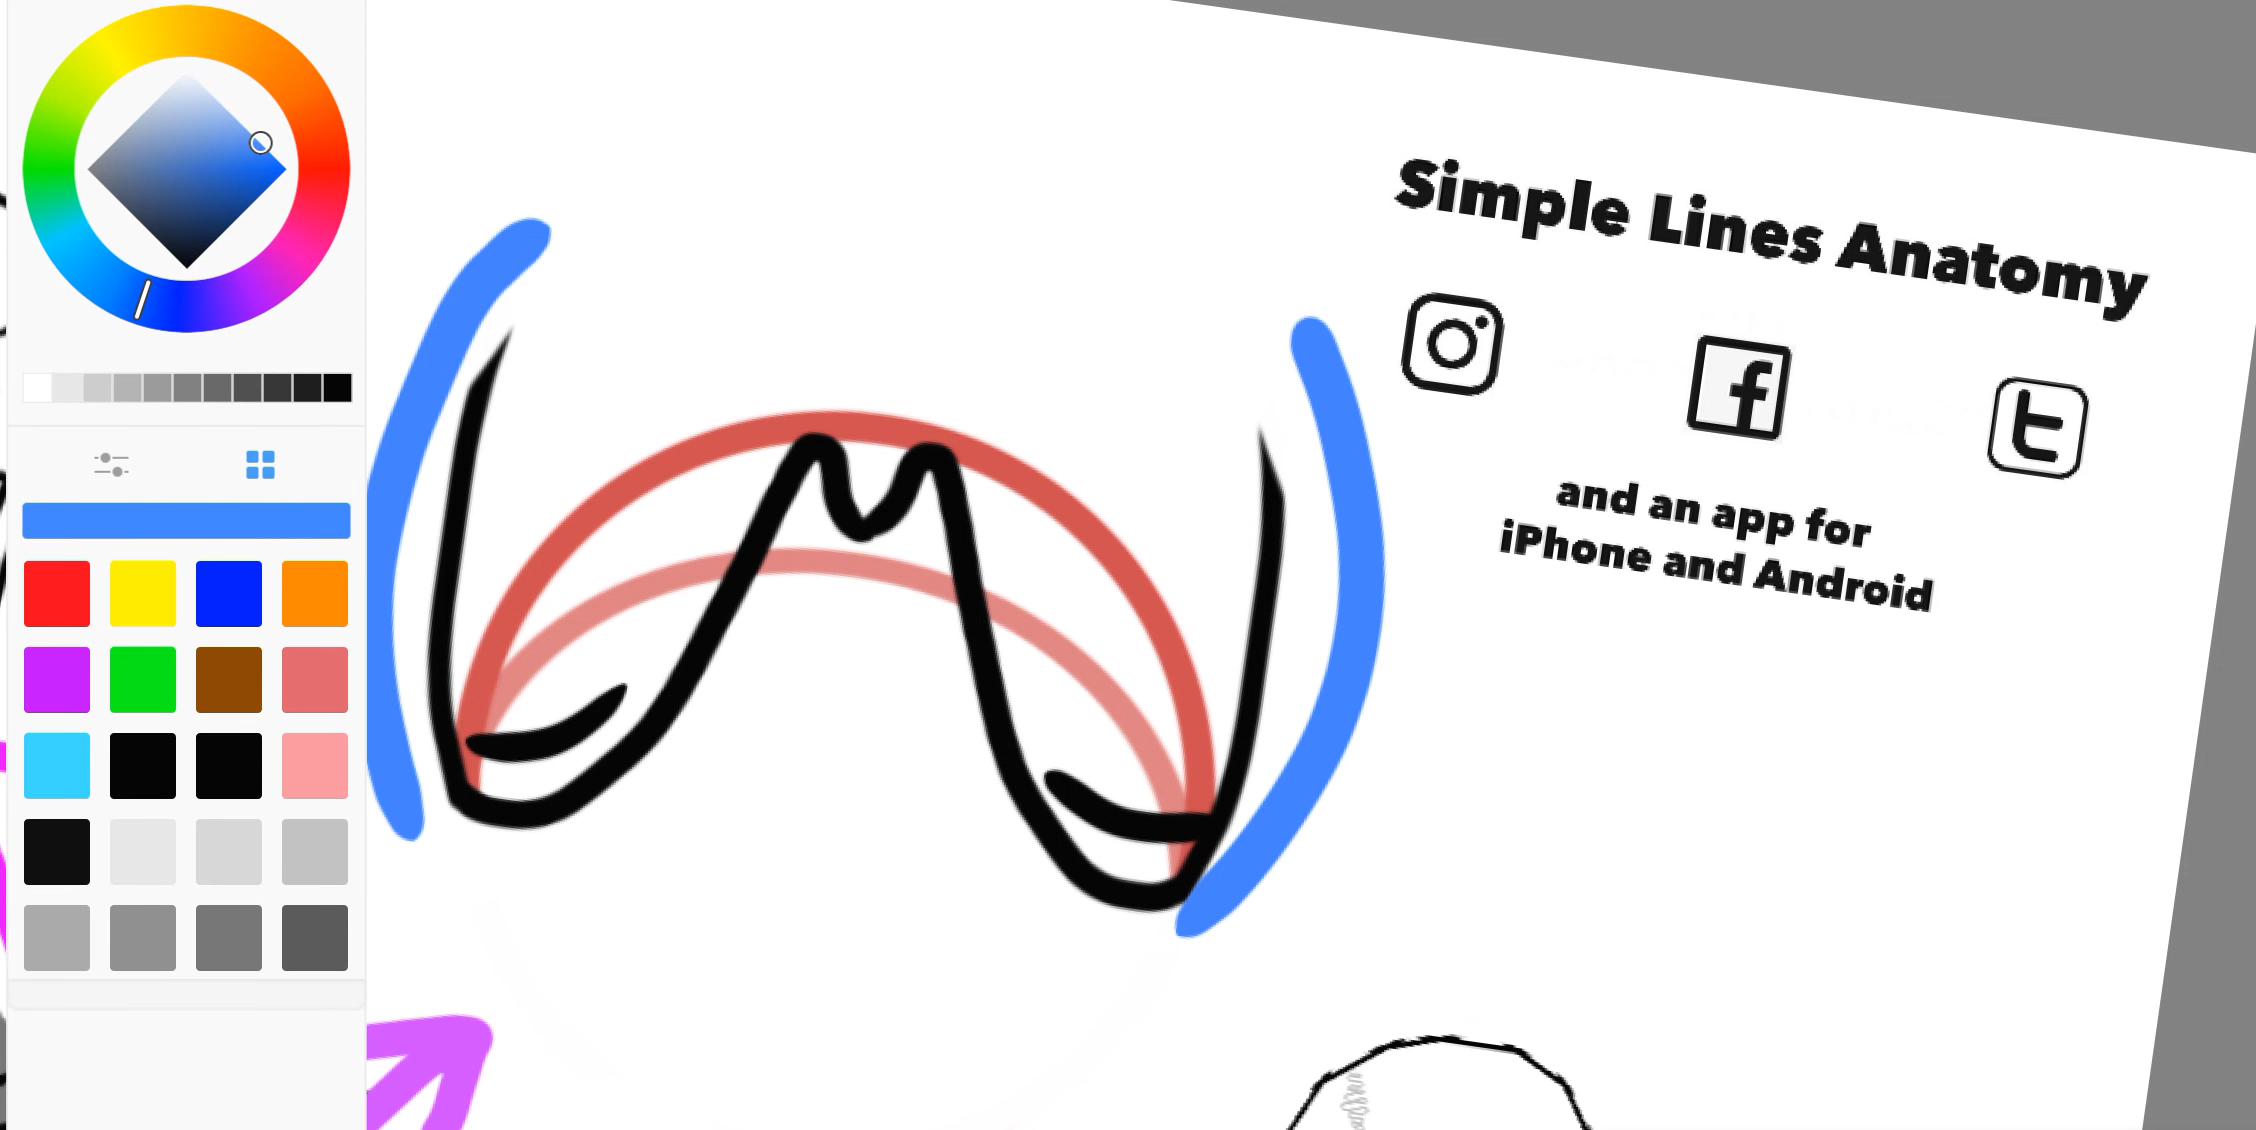 Simple Lines Anatomy
and an app for
iPhone and Android